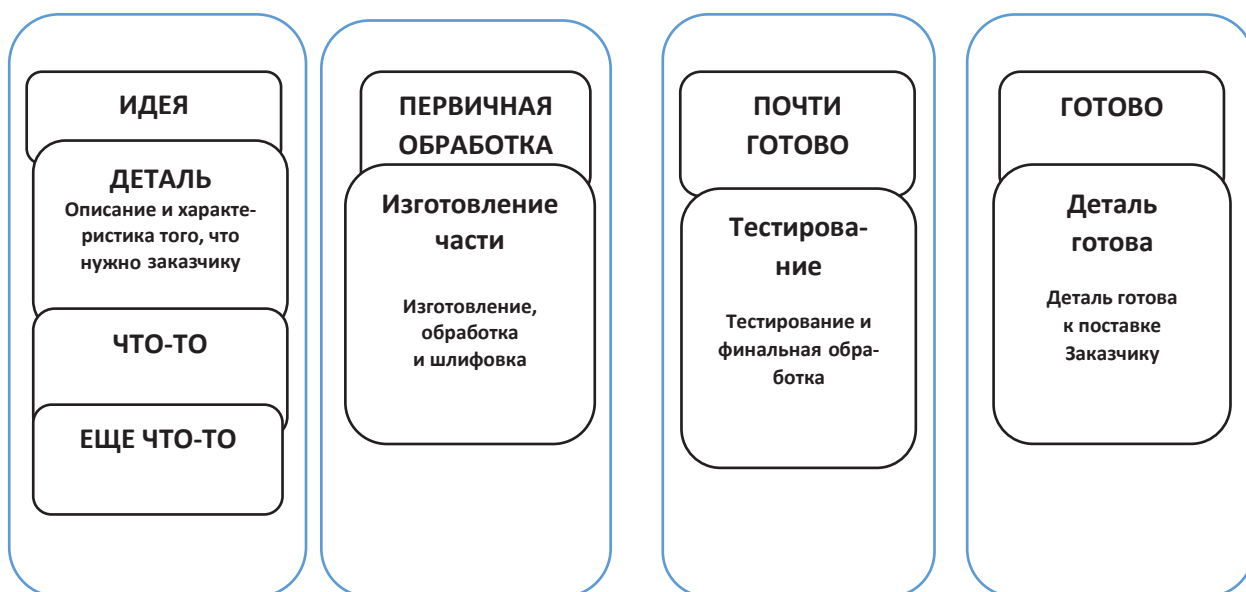 ИДЕЯ
ДЕТАЛЬ
Описание и характе-
ристика того, что
нужно заказчику
ЧТО-ТО
ЕЩЕ ЧТО-ТО
ПЕРВИЧНАЯ
ОБРАБОТКА
Изготовление
части
Изготовление,
обработка
и шлифовка
ПОЧТИ
ГОТОВО
Тестирова-
ние
Тестирование и
финальная обра-
ботка
ГОТОВО
Деталь
готова
Деталь готова
к поставке
Заказчику